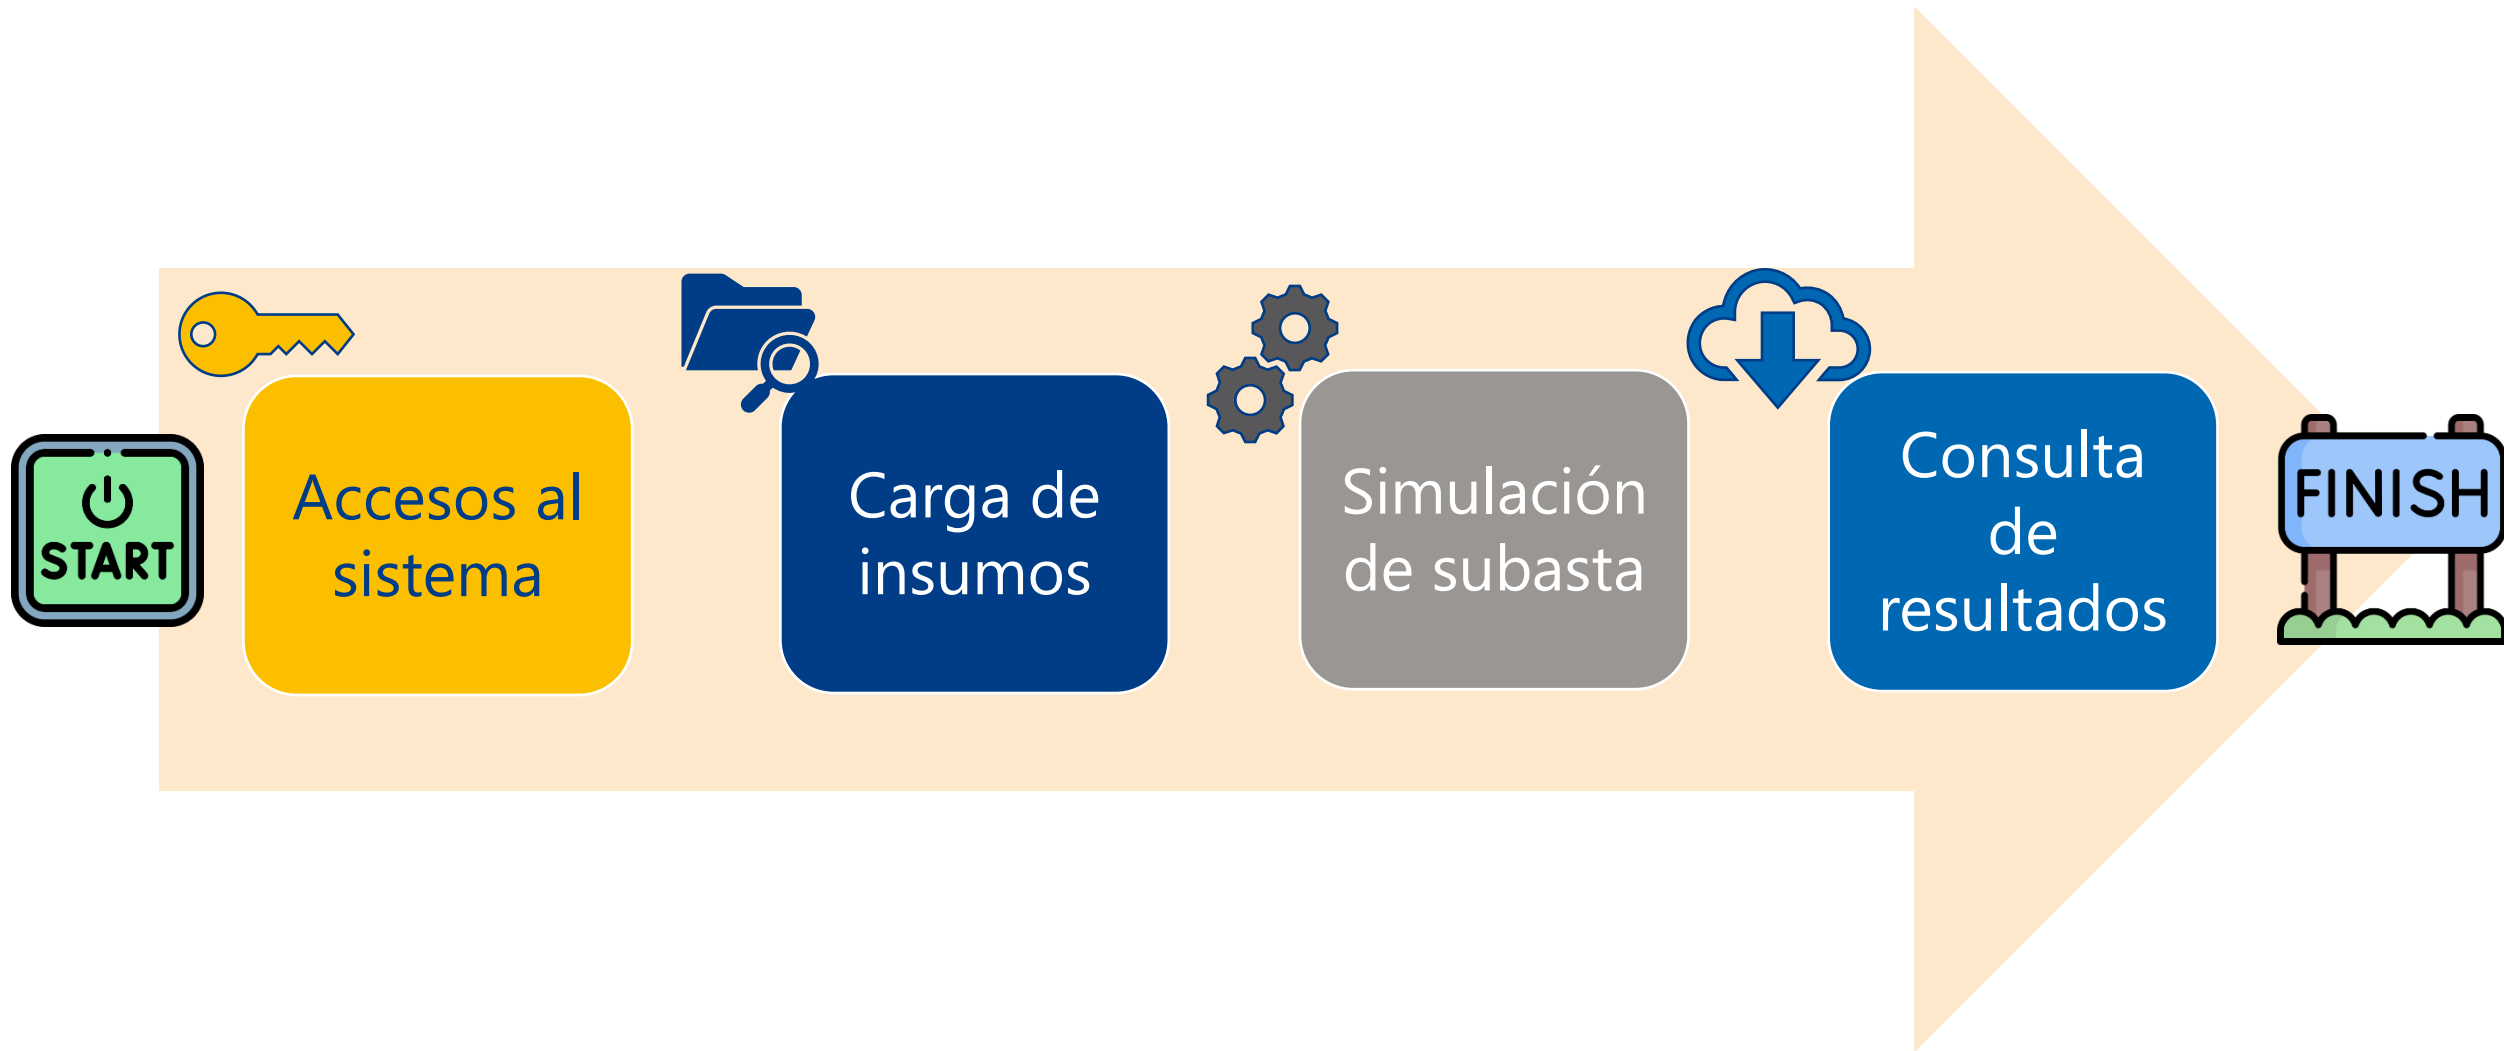 START
Accesos al
sistema
Carga de
insumos
Simulación
de subasta
Consulta
de
resultados
FINISH